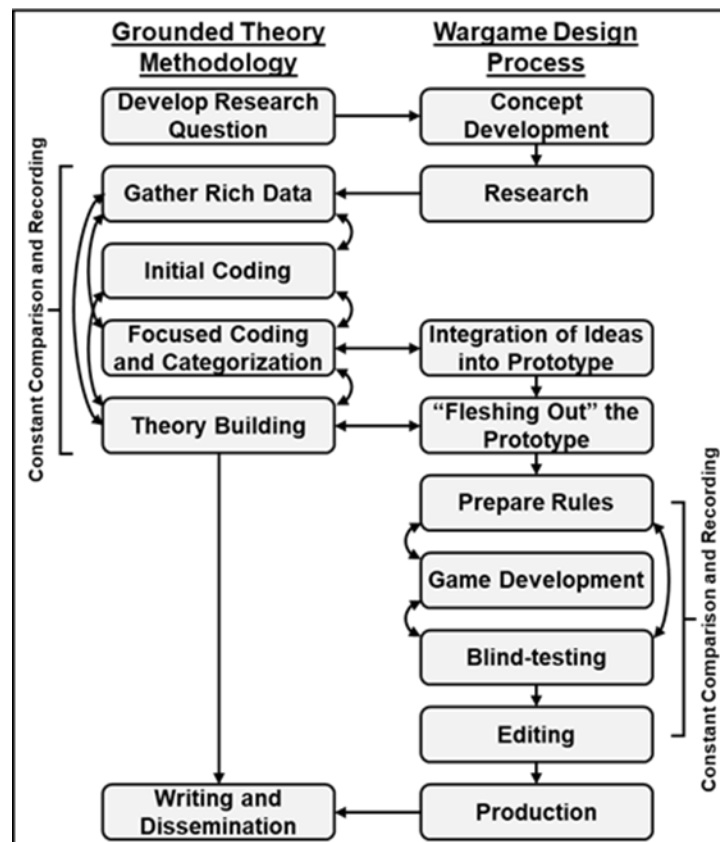 Grounded Theory
Methodology
Wargame Design
Process
Develop Research
Question
Concept
Development
Gather Rich Data
Research
Initial Coding
Focused Coding
and Categorization
Integration of Ideas
into Prototype
Theory Building
“Fleshing Out” the
Prototype
Prepare Rules
Game Development
Blind-testing
Editing
Writing and
Dissemination
Production
Constant Comparison and Recording
Constant Comparison and Recording